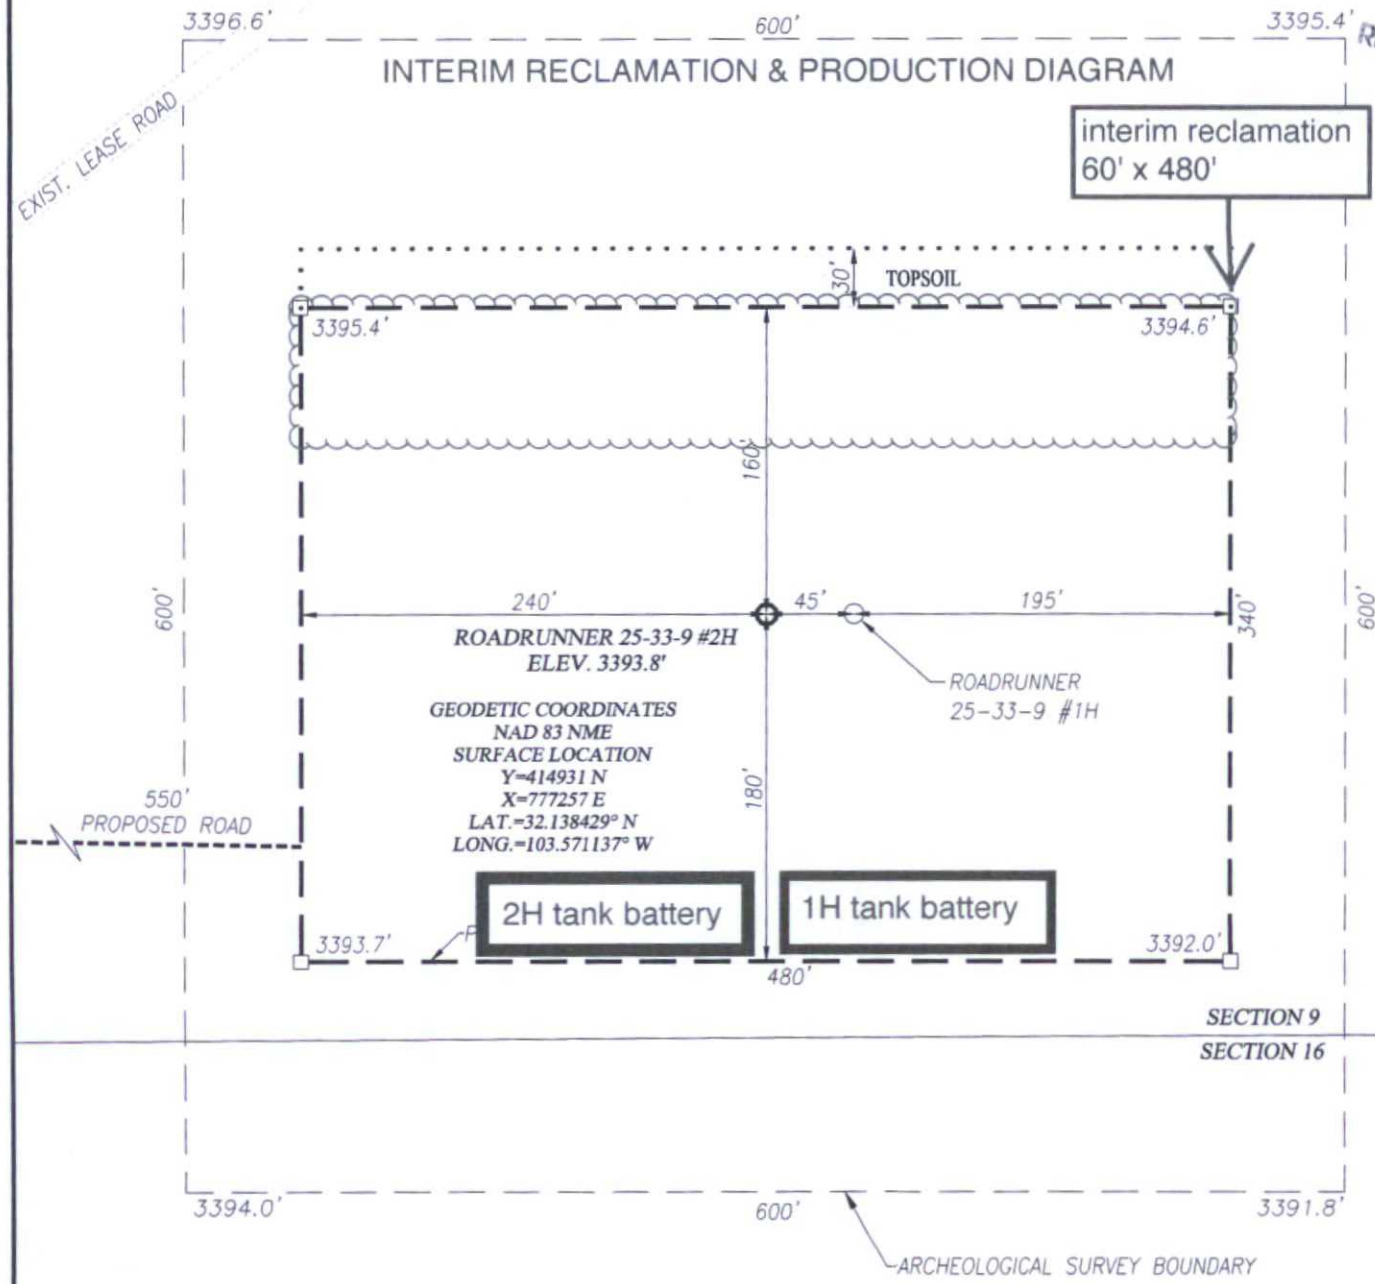 3396.6'
600'
3395.4'
INTERIM RECLAMATION & PRODUCTION DIAGRAM
EXIST. LEASE ROAD
interim reclamation
60' x 480'
30'
TOPSOIL
3395.4'
3394.6'
160'
600'
240'
45'
195'
340'
600'
ROADRUNNER 25-33-9 #2H
ELEV. 3393.8'
ROADRUNNER
25-33-9 #1H
GEODETIC COORDINATES
NAD 83 NME
SURFACE LOCATION
Y=414931 N
X=777257 E
LAT.=32.138429° N
LONG.=103.571137° W
180'
550'
PROPOSED ROAD
2H tank battery
1H tank battery
3393.7'
3392.0'
480'
SECTION 9
SECTION 16
3394.0'
600'
3391.8'
ARCHEOLOGICAL SURVEY BOUNDARY